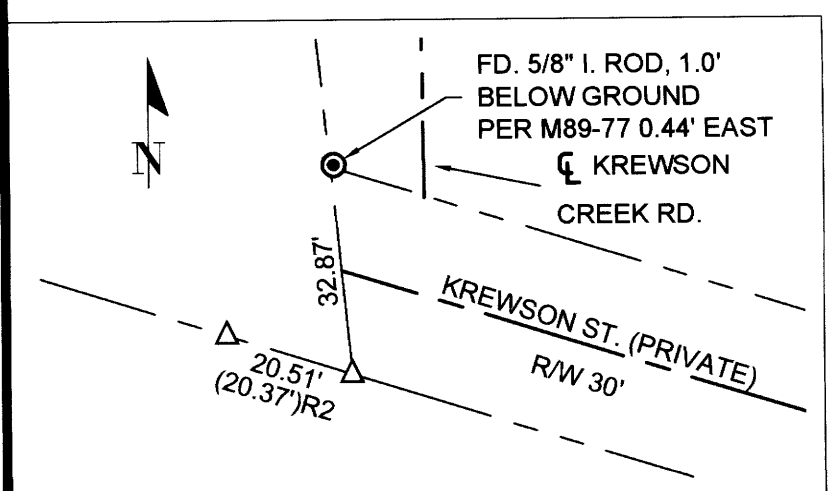 FD. 5/8" I. ROD, 1.0'
BELOW GROUND
PER M89-77 0.44' EAST
℄ KREWSON
CREEK RD.
N
32.87'
KREWSON ST. (PRIVATE)
R/W 30'
20.51'
(20.37')R2